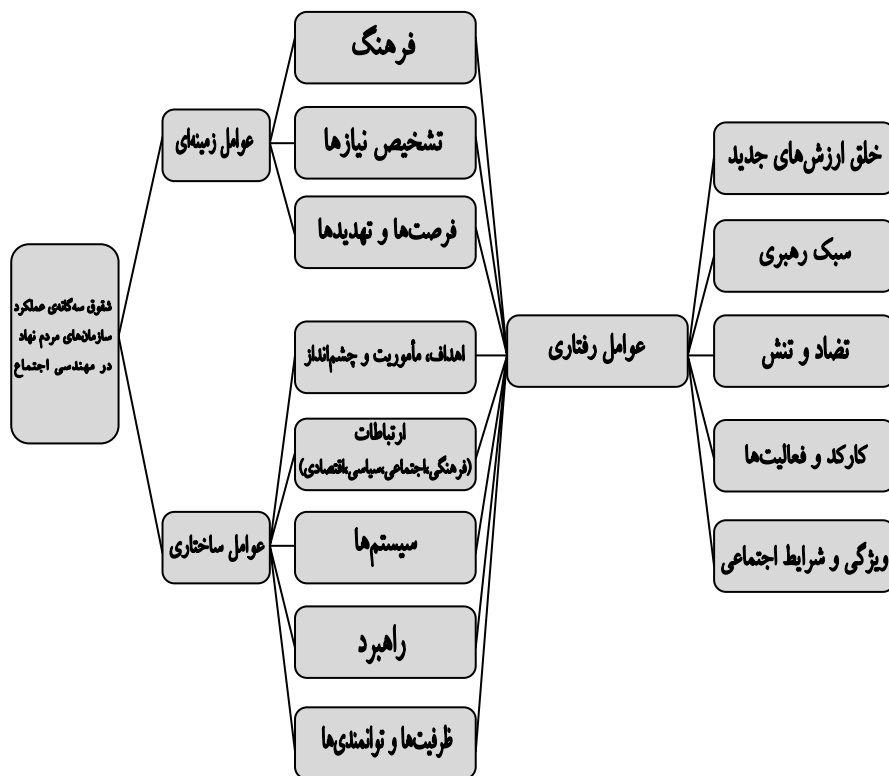 شقوق سه‌گانه‌ی عملکرد
سازمان‌های مردم نهاد
در مهندسی اجتماع
عوامل زمینه‌ای
عوامل ساختاری
فرهنگ
تشخیص نیازها
فرصت‌ها و تهدیدها
اهداف، مأموریت و چشم‌انداز
ارتباطات
(فرهنگی،اجتماعی،سیاسی،اقتصادی)
سیستم‌ها
راهبرد
ظرفیت‌ها و توانمندی‌ها
عوامل رفتاری
خلق ارزش‌های جدید
سبک رهبری
تضاد و تنش
کارکد و فعالیت‌ها
ویژگی و شرایط اجتماعی